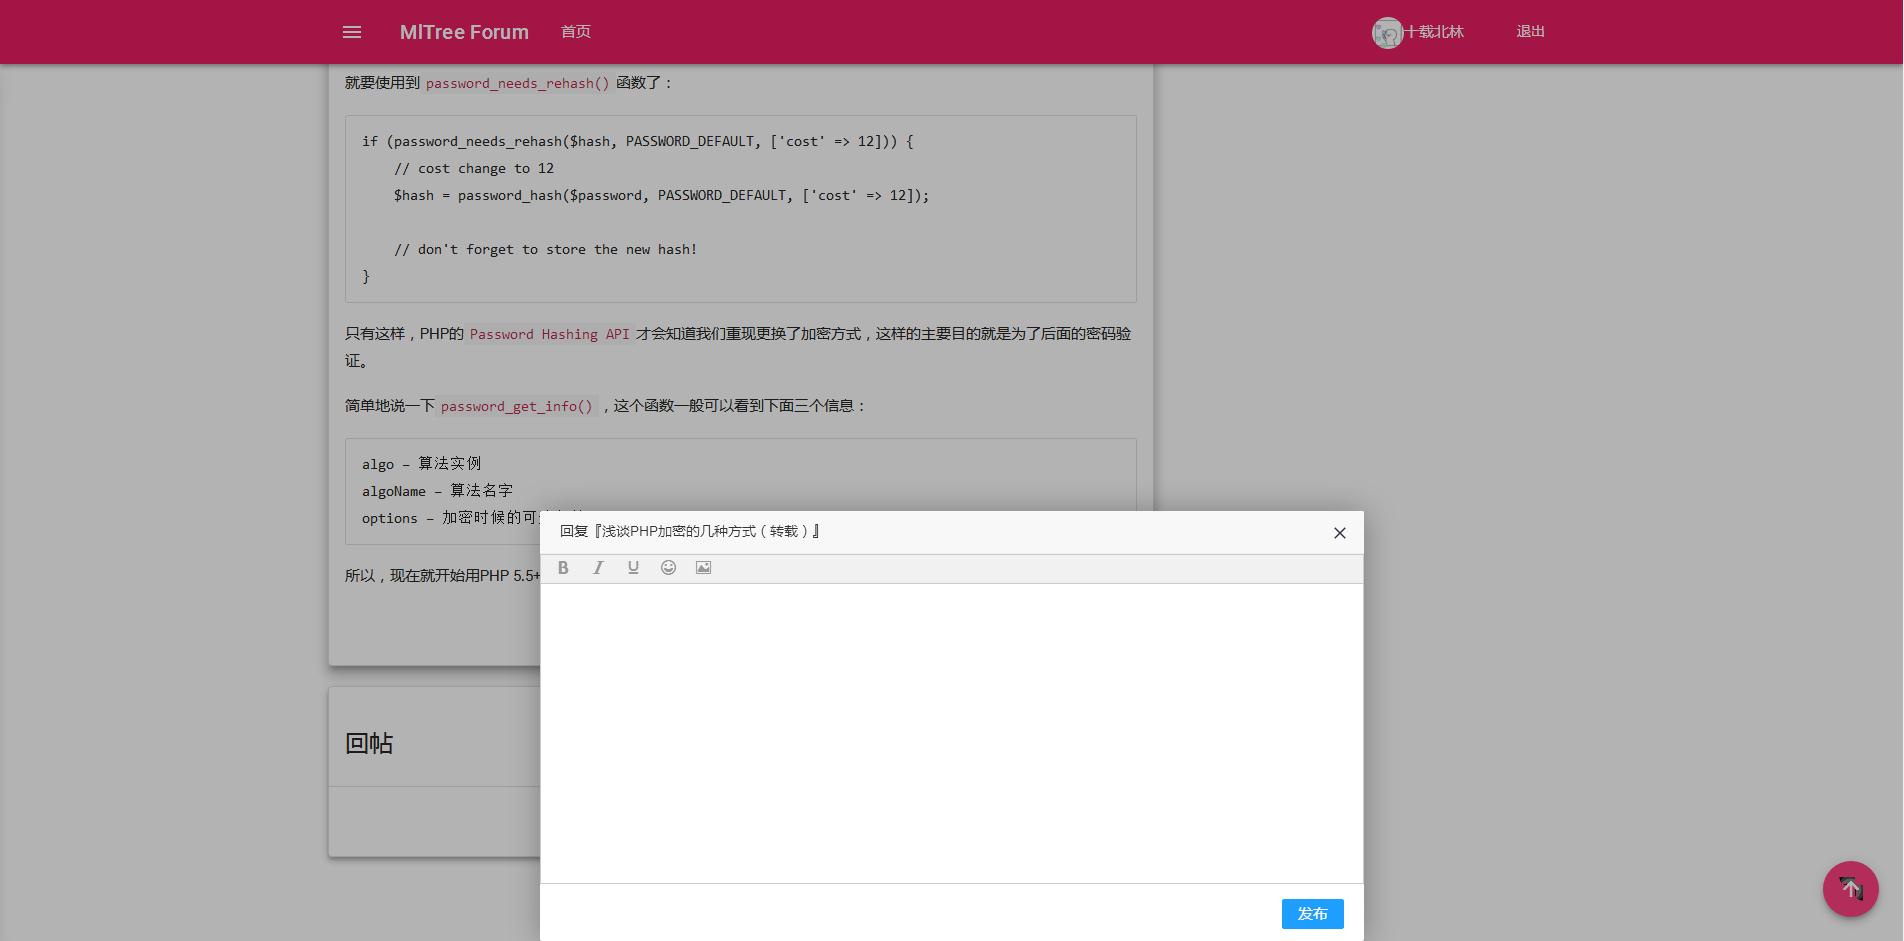 MlTree Forum 首页 十载北林 退出
就要使用到 password_needs_rehash() 函数了：
if (password_needs_rehash($hash, PASSWORD_DEFAULT, ['cost' => 12])) {
    // cost change to 12
    $hash = password_hash($password, PASSWORD_DEFAULT, ['cost' => 12]);
    // don't forget to store the new hash!
}
只有这样，PHP的 Password Hashing API 才会知道我们重现更换了加密方式，这样的主要目的就是为了后面的密码验
证。
简单地说一下 password_get_info() ，这个函数一般可以看到下面三个信息：
algo – 算法实例
algoName – 算法名字
options – 加密时候的可
所以，现在就开始用PHP 5.5+
回复『浅谈PHP加密的几种方式（转载）』
B I U
发布
回帖